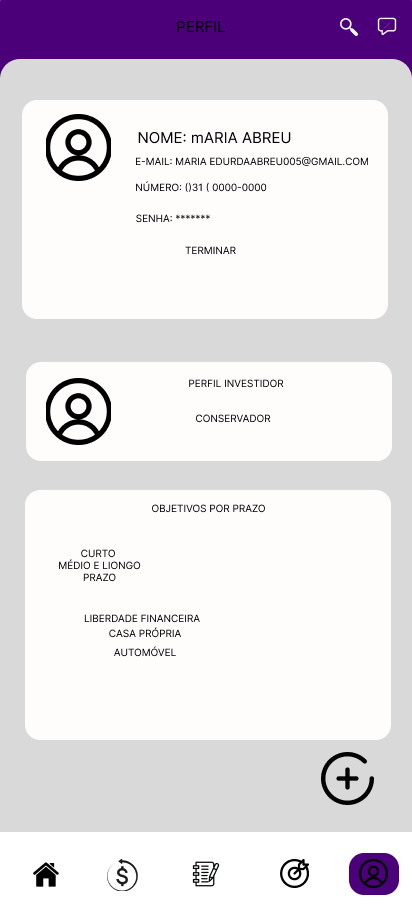 PERFIL
NOME: mARIA ABREU
E-MAIL: MARIA EDURDAABREU005@GMAIL.COM
NÚMERO: ()31 ( 0000-0000
SENHA: *******
TERMINAR
PERFIL INVESTIDOR
CONSERVADOR
OBJETIVOS POR PRAZO
CURTO
MÉDIO E LIONGO
PRAZO
LIBERDADE FINANCEIRA
CASA PRÓPRIA
AUTOMÓVEL